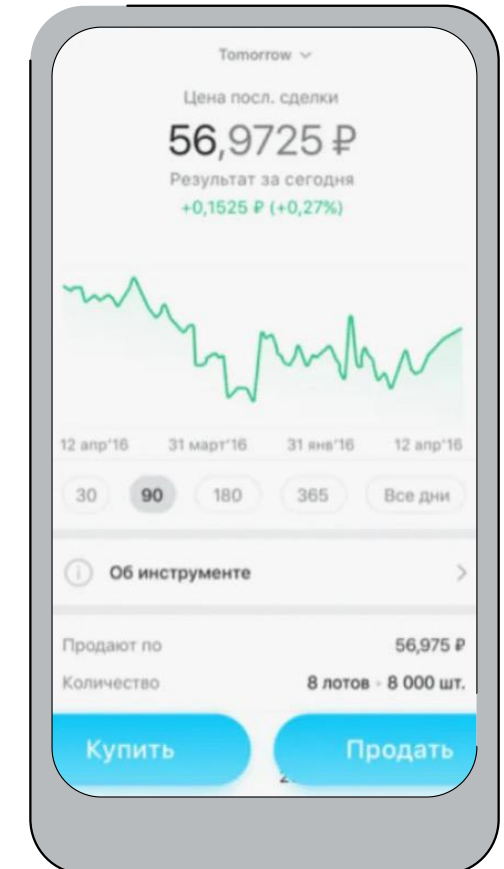 Tomorrow
Цена посл. сделки
56,9725 ₽
Результат за сегодня
+0,1525 ₽ (+0,27%)
12 апр'16 31 март'16 31 янв'16 12 апр'16
30 90 180 365 Все дни
Об инструменте
Продают по 56,975 ₽
Количество 8 лотов - 8 000 шт.
Купить Продать